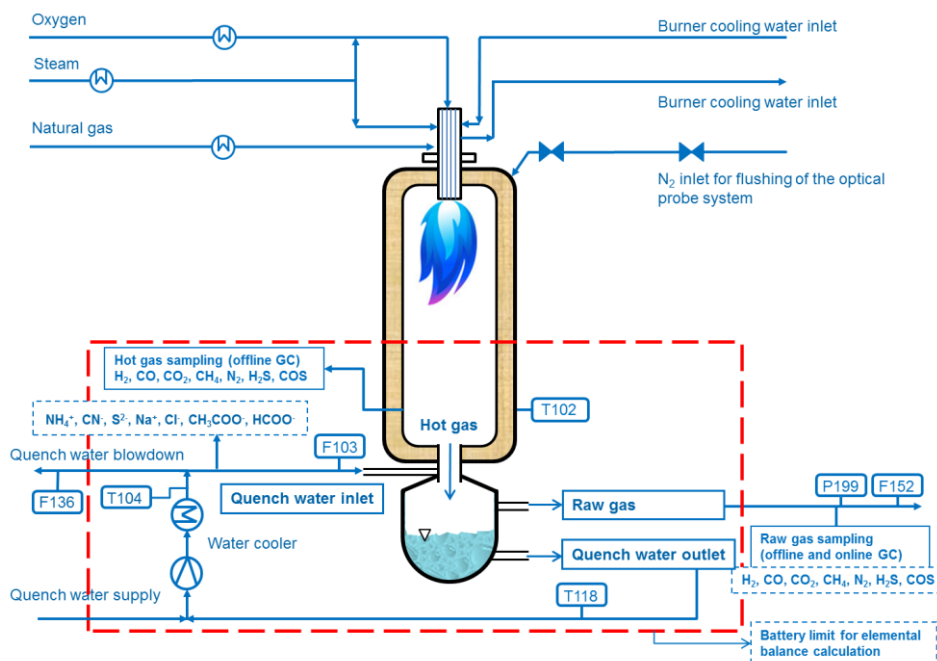 Oxygen
Burner cooling water inlet
Steam
Burner cooling water inlet
Natural gas
N₂ inlet for flushing of the optical
probe system
Hot gas sampling (offline GC)
H₂, CO, CO₂, CH₄, N₂, H₂S, COS
T102
NH₄⁺, CN⁻, S²⁻, Na⁺, Cl⁻, CH₃COO⁻, HCOO⁻
Hot gas
Quench water blowdown
F103
F136
T104
Quench water inlet
P199
F152
Raw gas
Water cooler
Raw gas sampling
(offline and online GC)
Quench water outlet
H₂, CO, CO₂, CH₄, N₂, H₂S, COS
Quench water supply
T118
Battery limit for elemental
balance calculation